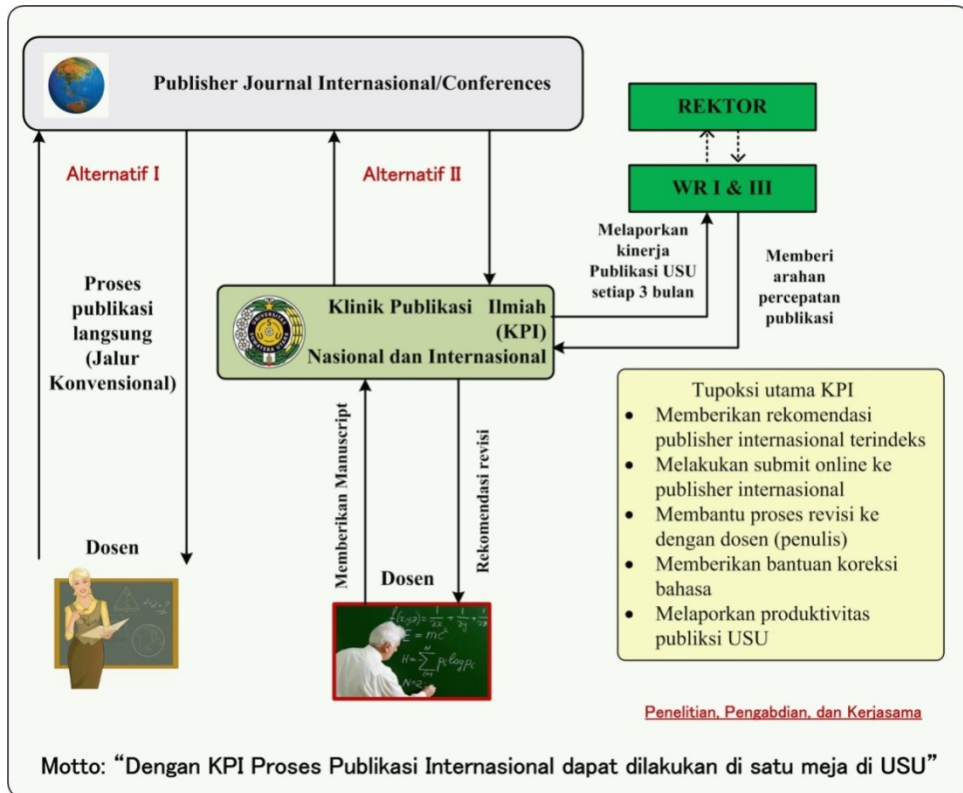 Publisher Journal Internasional/Conferences
REKTOR
WR I & III
Alternatif I
Alternatif II
Melaporkan
kinerja
Publikasi USU
setiap 3 bulan
Memberi
arahan
percepatan
publikasi
Proses
publikasi
langsung
(Jalur
Konvensional)
Klinik Publikasi Ilmiah
(KPI)
Nasional dan Internasional
Memberikan Manuscript
Rekomendasi revisi
Dosen
Dosen
Tupoksi utama KPI
• Memberikan rekomendasi
publisher internasional terindeks
• Melakukan submit online ke
publisher internasional
• Membantu proses revisi ke
dengan dosen (penulis)
• Memberikan bantuan koreksi
bahasa
• Melaporkan produktivitas
publiksi USU
Penelitian, Pengabdian, dan Kerjasama
Motto: “Dengan KPI Proses Publikasi Internasional dapat dilakukan di satu meja di USU”